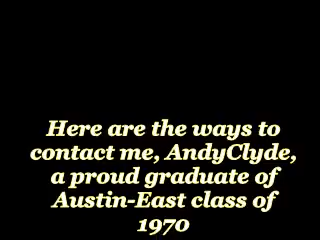 Here are the ways to
contact me, AndyClyde,
a proud graduate of
Austin-East class of
1970